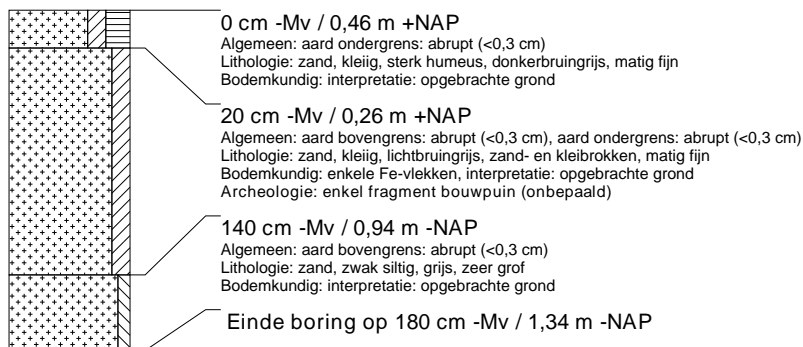 0 cm -Mv / 0,46 m +NAP
Algemeen: aard ondergrens: abrupt (<0,3 cm)
Lithologie: zand, kleiig, sterk humeus, donkerbruingrijs, matig fijn
Bodemkundig: interpretatie: opgebrachte grond
20 cm -Mv / 0,26 m +NAP
Algemeen: aard bovengrens: abrupt (<0,3 cm), aard ondergrens: abrupt (<0,3 cm)
Lithologie: zand, kleiig, lichtbruingrijs, zand- en kleibrokken, matig fijn
Bodemkundig: enkele Fe-vlekken, interpretatie: opgebrachte grond
Archeologie: enkel fragment bouwpuin (onbepaald)
140 cm -Mv / 0,94 m -NAP
Algemeen: aard bovengrens: abrupt (<0,3 cm)
Lithologie: zand, zwak siltig, grijs, zeer grof
Bodemkundig: interpretatie: opgebrachte grond
Einde boring op 180 cm -Mv / 1,34 m -NAP